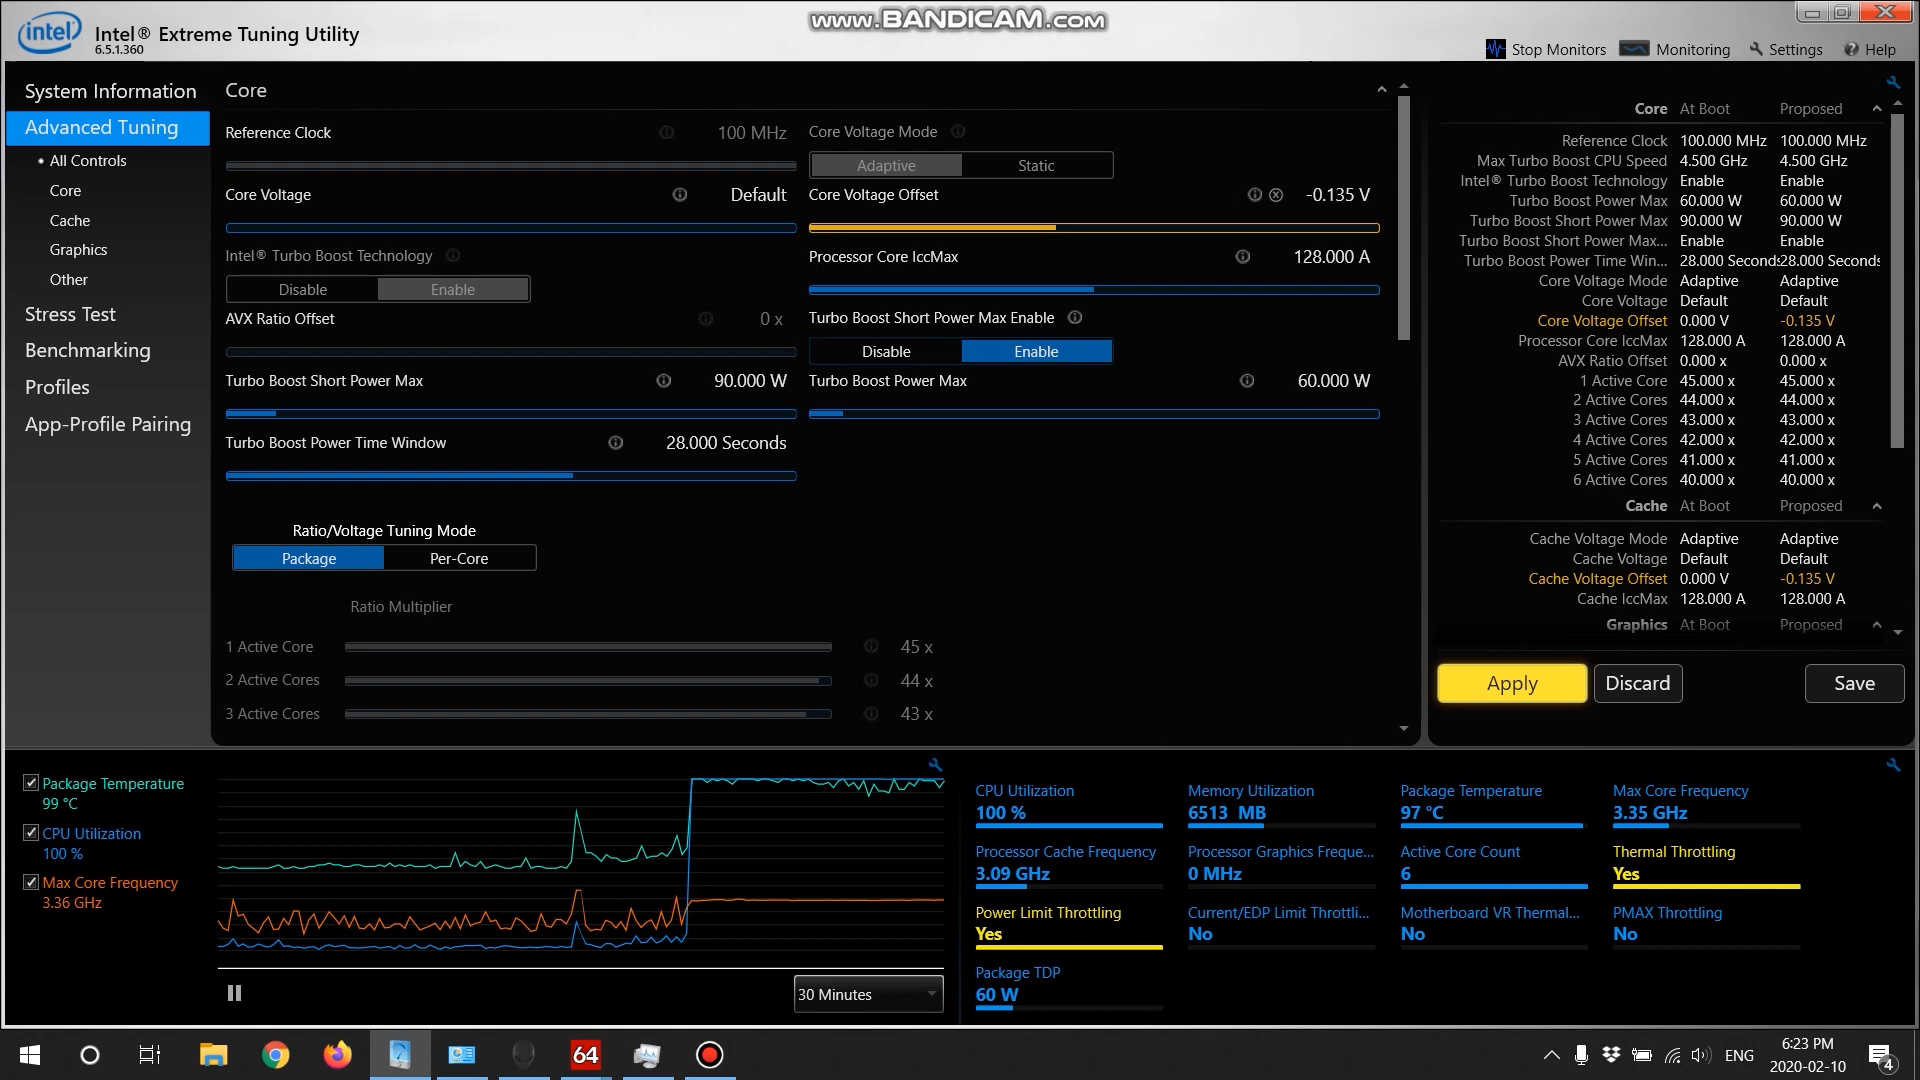 www.BANDICAM.com
intel
Intel® Extreme Tuning Utility
6.5.1.360
Stop Monitors
Monitoring
Settings
Help
System Information
Advanced Tuning
• All Controls
Core
Cache
Graphics
Other
Stress Test
Benchmarking
Profiles
App-Profile Pairing
Core
Reference Clock 100 MHz
Core Voltage Mode
Adaptive Static
Core Voltage Default
Core Voltage Offset -0.135 V
Intel® Turbo Boost Technology
Disable Enable
Processor Core IccMax 128.000 A
AVX Ratio Offset 0 x
Turbo Boost Short Power Max Enable
Disable Enable
Turbo Boost Short Power Max 90.000 W
Turbo Boost Power Max 60.000 W
Turbo Boost Power Time Window 28.000 Seconds
Ratio/Voltage Tuning Mode
Package Per-Core
Ratio Multiplier
1 Active Core 45 x
2 Active Cores 44 x
3 Active Cores 43 x
Core At Boot Proposed
Reference Clock 100.000 MHz 100.000 MHz
Max Turbo Boost CPU Speed 4.500 GHz 4.500 GHz
Intel® Turbo Boost Technology Enable Enable
Turbo Boost Power Max 60.000 W 60.000 W
Turbo Boost Short Power Max 90.000 W 90.000 W
Turbo Boost Short Power Max... Enable Enable
Turbo Boost Power Time Win... 28.000 Seconds 28.000 Seconds
Core Voltage Mode Adaptive Adaptive
Core Voltage Default Default
Core Voltage Offset 0.000 V -0.135 V
Processor Core IccMax 128.000 A 128.000 A
AVX Ratio Offset 0.000 x 0.000 x
1 Active Core 45.000 x 45.000 x
2 Active Cores 44.000 x 44.000 x
3 Active Cores 43.000 x 43.000 x
4 Active Cores 42.000 x 42.000 x
5 Active Cores 41.000 x 41.000 x
6 Active Cores 40.000 x 40.000 x
Cache At Boot Proposed
Cache Voltage Mode Adaptive Adaptive
Cache Voltage Default Default
Cache Voltage Offset 0.000 V -0.135 V
Cache IccMax 128.000 A 128.000 A
Graphics At Boot Proposed
Apply Discard Save
Package Temperature
99 °C
CPU Utilization
100 %
Max Core Frequency
3.36 GHz
30 Minutes
CPU Utilization
100 %
Memory Utilization
6513 MB
Package Temperature
97 °C
Max Core Frequency
3.35 GHz
Processor Cache Frequency
3.09 GHz
Processor Graphics Freque...
0 MHz
Active Core Count
6
Thermal Throttling
Yes
Power Limit Throttling
Yes
Current/EDP Limit Throttli...
No
Motherboard VR Thermal...
No
PMAX Throttling
No
Package TDP
60 W
64
ENG
6:23 PM
2020-02-10
4